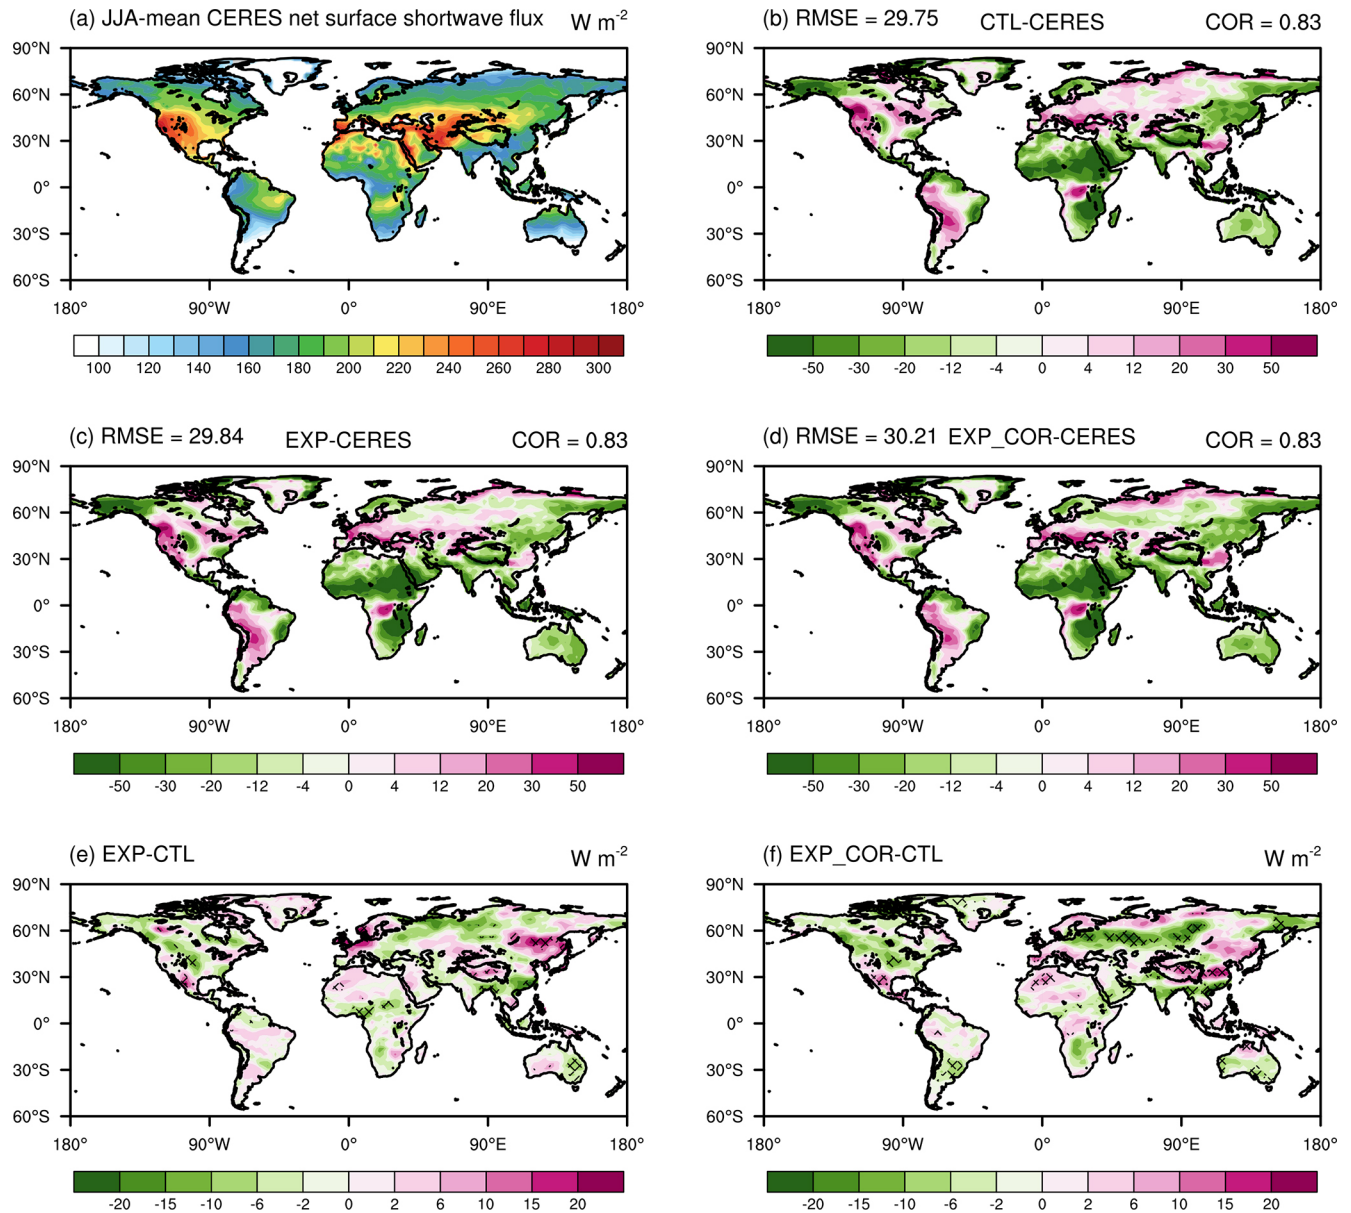 (a) JJA-mean CERES net surface shortwave flux W m-2
90°N
60°N
30°N
0°
30°S
60°S
180° 90°W 0° 90°E 180°
100 120 140 160 180 200 220 240 260 280 300
(b) RMSE = 29.75 CTL-CERES COR = 0.83
90°N
60°N
30°N
0°
30°S
60°S
180° 90°W 0° 90°E 180°
-50 -30 -20 -12 -4 0 4 12 20 30 50
(c) RMSE = 29.84 EXP-CERES COR = 0.83
90°N
60°N
30°N
0°
30°S
60°S
180° 90°W 0° 90°E 180°
-50 -30 -20 -12 -4 0 4 12 20 30 50
(d) RMSE = 30.21 EXP_COR-CERES COR = 0.83
90°N
60°N
30°N
0°
30°S
60°S
180° 90°W 0° 90°E 180°
-50 -30 -20 -12 -4 0 4 12 20 30 50
(e) EXP-CTL W m-2
90°N
60°N
30°N
0°
30°S
60°S
180° 90°W 0° 90°E 180°
-20 -15 -10 -6 -2 0 2 6 10 15 20
(f) EXP_COR-CTL W m-2
90°N
60°N
30°N
0°
30°S
60°S
180° 90°W 0° 90°E 180°
-20 -15 -10 -6 -2 0 2 6 10 15 20